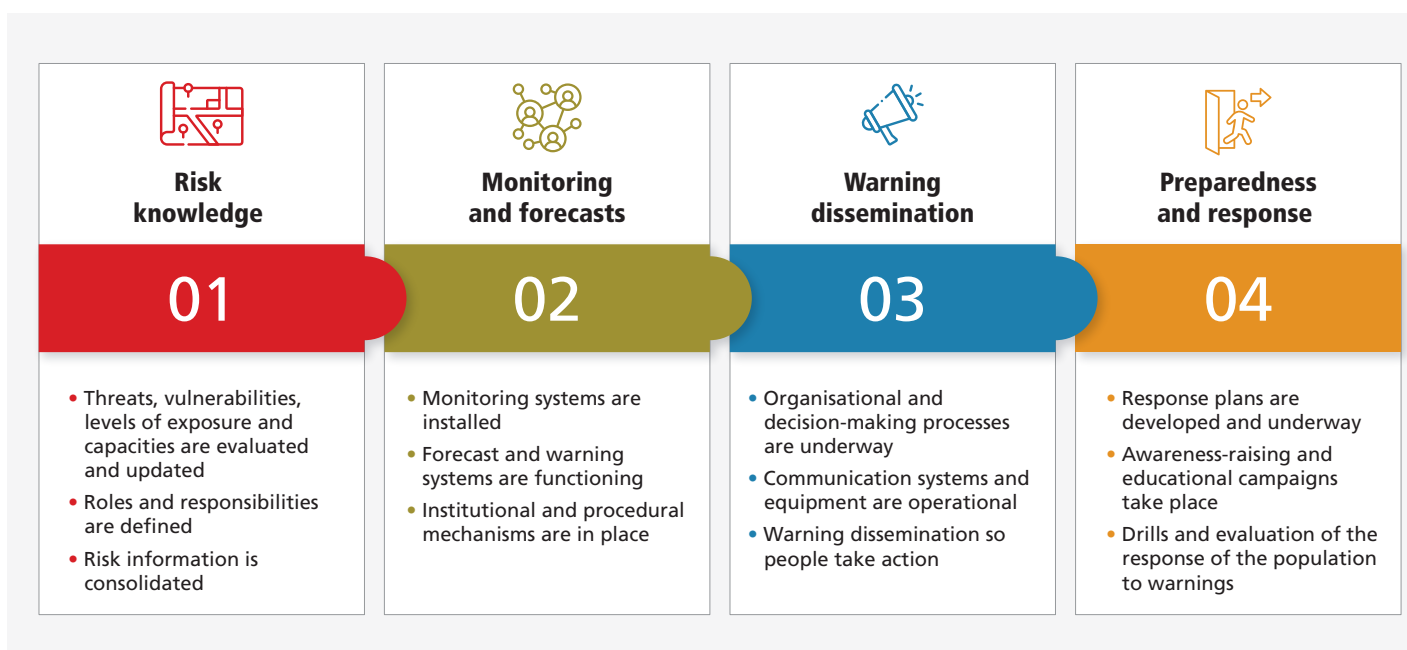 Risk
knowledge
01
• Threats, vulnerabilities,
levels of exposure and
capacities are evaluated
and updated
• Roles and responsibilities
are defined
• Risk information is
consolidated
Monitoring
and forecasts
02
• Monitoring systems are
installed
• Forecast and warning
systems are functioning
• Institutional and procedural
mechanisms are in place
Warning
dissemination
03
• Organisational and
decision-making processes
are underway
• Communication systems and
equipment are operational
• Warning dissemination so
people take action
Preparedness
and response
04
• Response plans are
developed and underway
• Awareness-raising and
educational campaigns
take place
• Drills and evaluation of the
response of the population
to warnings